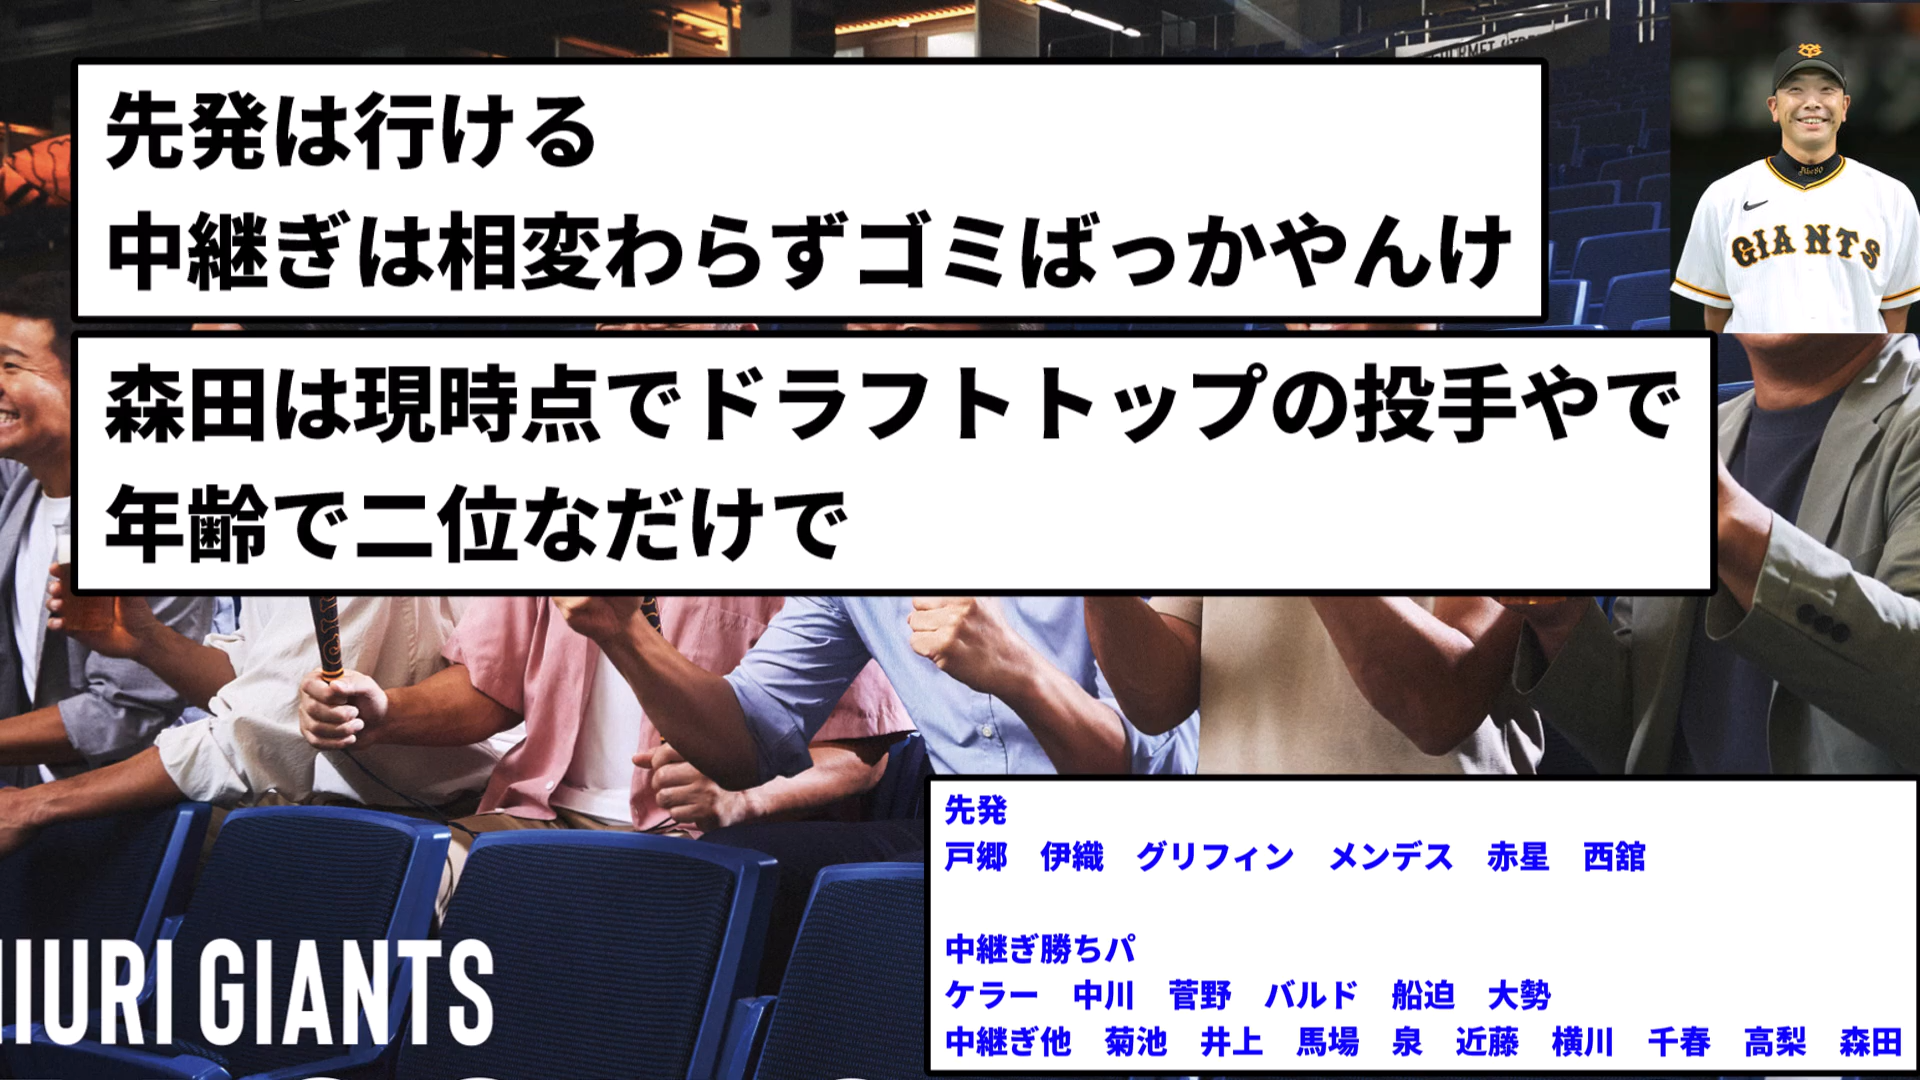 先発は行ける
中継ぎは相変わらずゴミばっかやんけ
GIANTS
森田は現時点でドラフトトップの投手やで
年齢で二位なだけで
先発
戸郷　伊織　グリフィン　メンデス　赤星　西舘
中継ぎ勝ちパ
ケラー　中川　菅野　バルド　船迫　大勢
中継ぎ他　菊池　井上　馬場　泉　近藤　横川　千春　高梨　森田
IURI GIANTS